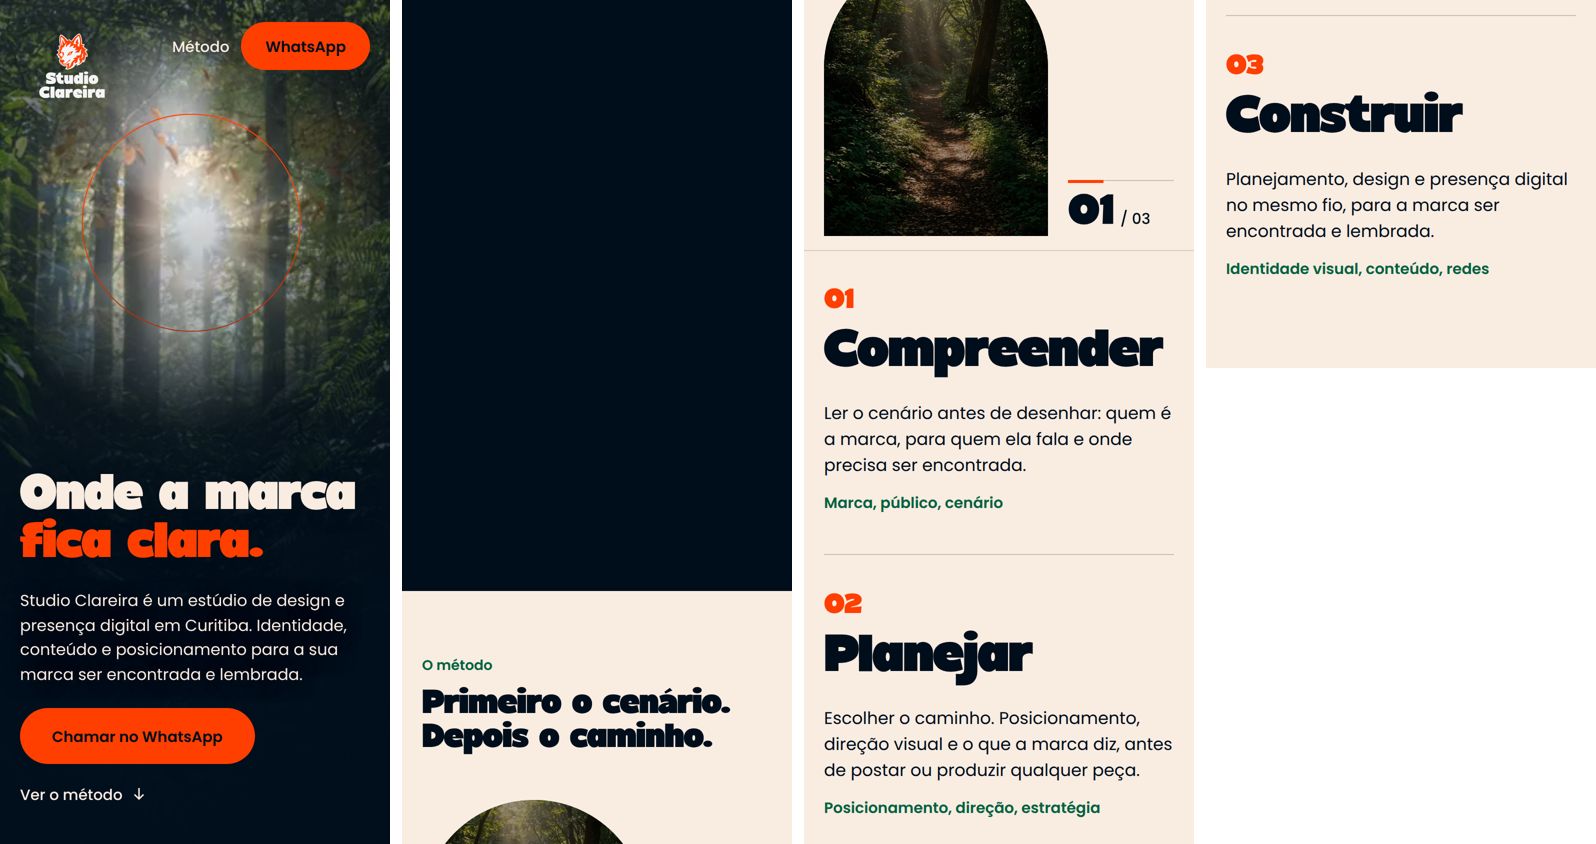 Studio
Clareira
Método
WhatsApp
Onde a marca
fica clara.
Studio Clareira é um estúdio de design e
presença digital em Curitiba. Identidade,
conteúdo e posicionamento para a sua
marca ser encontrada e lembrada.
Chamar no WhatsApp
Ver o método ↓
O método
Primeiro o cenário.
Depois o caminho.
01 / 03
01
Compreender
Ler o cenário antes de desenhar: quem é
a marca, para quem ela fala e onde
precisa ser encontrada.
Marca, público, cenário
02
Planejar
Escolher o caminho. Posicionamento,
direção visual e o que a marca diz, antes
de postar ou produzir qualquer peça.
Posicionamento, direção, estratégia
03
Construir
Planejamento, design e presença digital
no mesmo fio, para a marca ser
encontrada e lembrada.
Identidade visual, conteúdo, redes